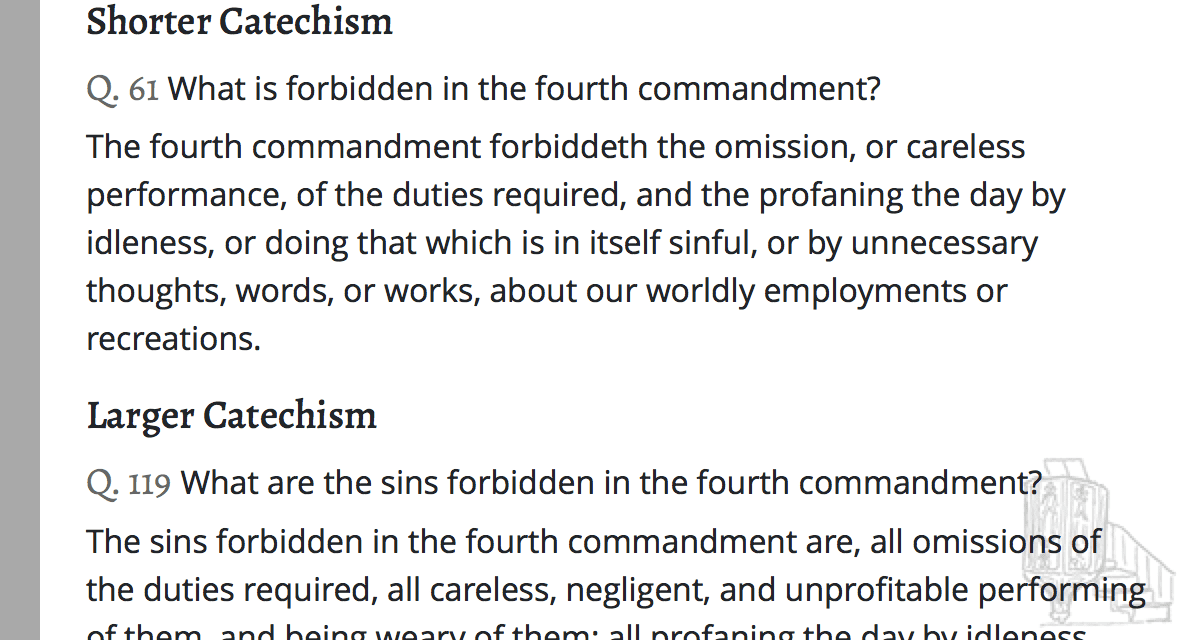 Shorter Catechism
Q. 61 What is forbidden in the fourth commandment?
The fourth commandment forbiddeth the omission, or careless
performance, of the duties required, and the profaning the day by
idleness, or doing that which is in itself sinful, or by unnecessary
thoughts, words, or works, about our worldly employments or
recreations.
Larger Catechism
Q. 119 What are the sins forbidden in the fourth commandment?
The sins forbidden in the fourth commandment are, all omissions of
the duties required, all careless, negligent, and unprofitable performing
of them, and being weary of them; all profaning the day by idleness,